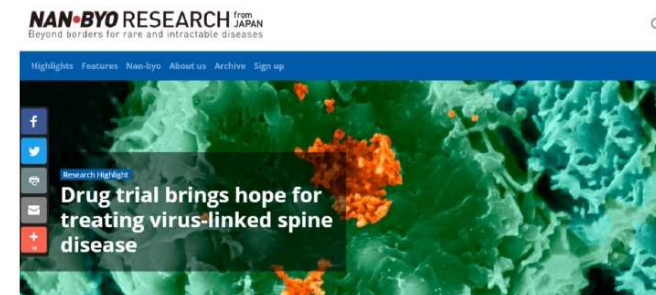 NAN-BYO RESEARCH from JAPAN
Beyond borders for rare and intractable diseases
Highlights Features Nan-byo About us Archive Sign up
Research Highlight
Drug trial brings hope for
treating virus-linked spine
disease